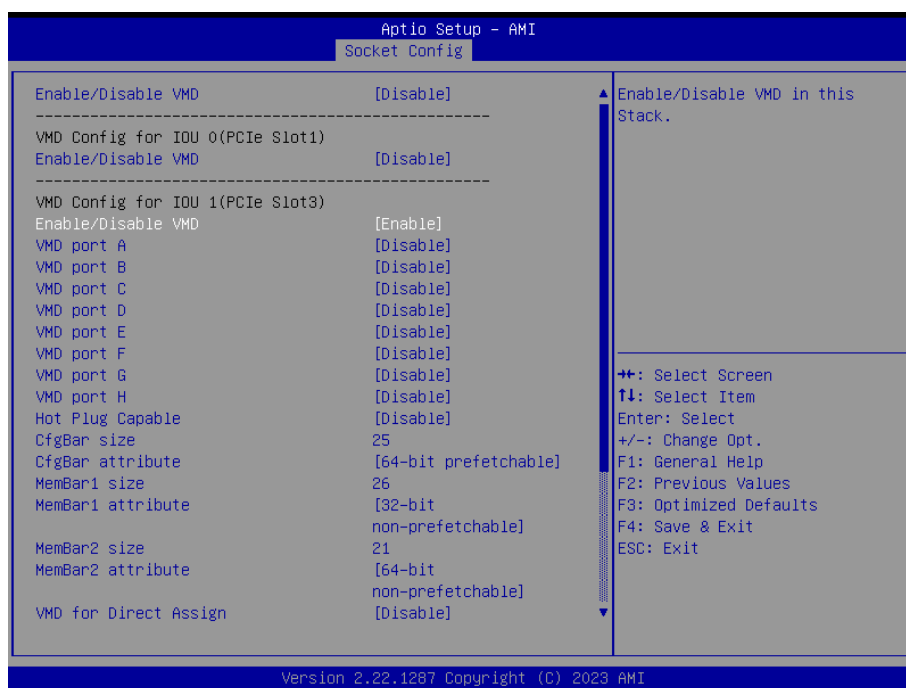 Aptio Setup – AMI
Socket Config
Enable/Disable VMD [Disable]
--------------------------------------------------
VMD Config for IOU 0(PCIe Slot1)
Enable/Disable VMD [Disable]
--------------------------------------------------
VMD Config for IOU 1(PCIe Slot3)
Enable/Disable VMD [Enable]
VMD port A [Disable]
VMD port B [Disable]
VMD port C [Disable]
VMD port D [Disable]
VMD port E [Disable]
VMD port F [Disable]
VMD port G [Disable]
VMD port H [Disable]
Hot Plug Capable [Disable]
CfgBar size 25
CfgBar attribute [64-bit prefetchable]
MemBar1 size 26
MemBar1 attribute [32-bit
non-prefetchable]
MemBar2 size 21
MemBar2 attribute [64-bit
non-prefetchable]
VMD for Direct Assign [Disable]
Enable/Disable VMD in this
Stack.
→←: Select Screen
↑↓: Select Item
Enter: Select
+/-: Change Opt.
F1: General Help
F2: Previous Values
F3: Optimized Defaults
F4: Save & Exit
ESC: Exit
Version 2.22.1287 Copyright (C) 2023 AMI